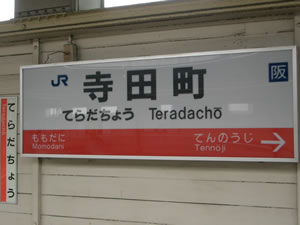 JR 寺田町 阪
てらだちょう Teradachō
ももだに
Momodani
てんのうじ
Tennōji
てらだちょう